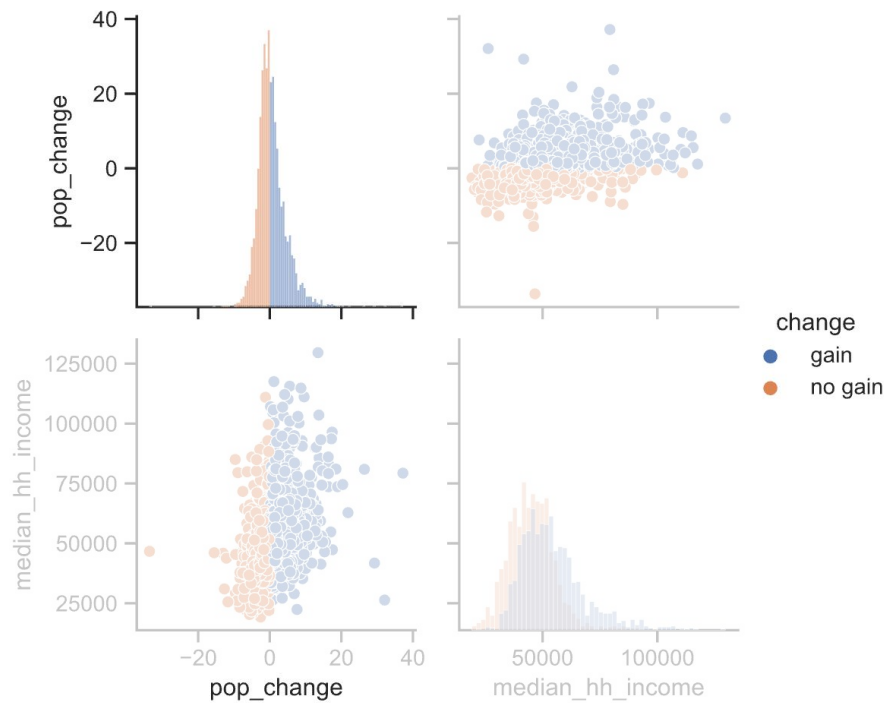 40
20
0
−20
pop_change
change
gain
no gain
125000
100000
75000
50000
25000
median_hh_income
−20 0 20 40
50000 100000
pop_change
median_hh_income